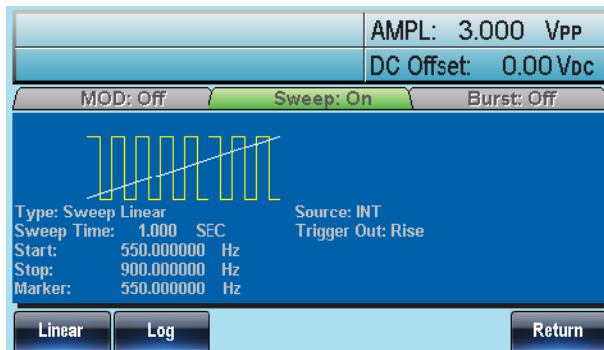 AMPL: 3.000 VPP
DC Offset: 0.00 VDC
MOD: Off Sweep: On Burst: Off
Type: Sweep Linear Source: INT
Sweep Time: 1.000 SEC Trigger Out: Rise
Start: 550.000000 Hz
Stop: 900.000000 Hz
Marker: 550.000000 Hz
Linear Log Return